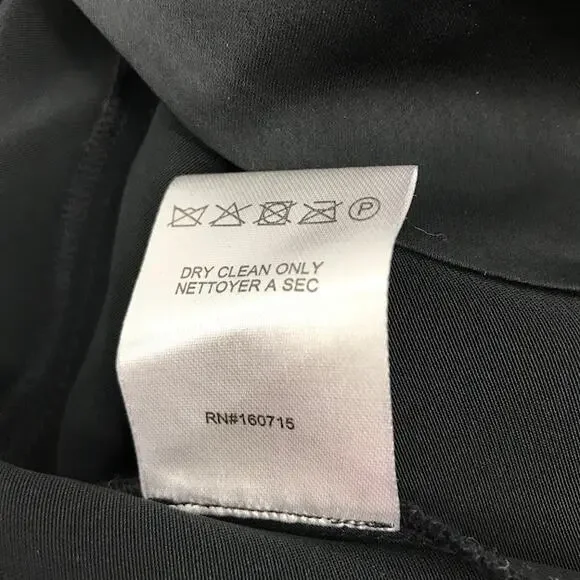 P
DRY CLEAN ONLY
NETTOYER A SEC
RN#160715